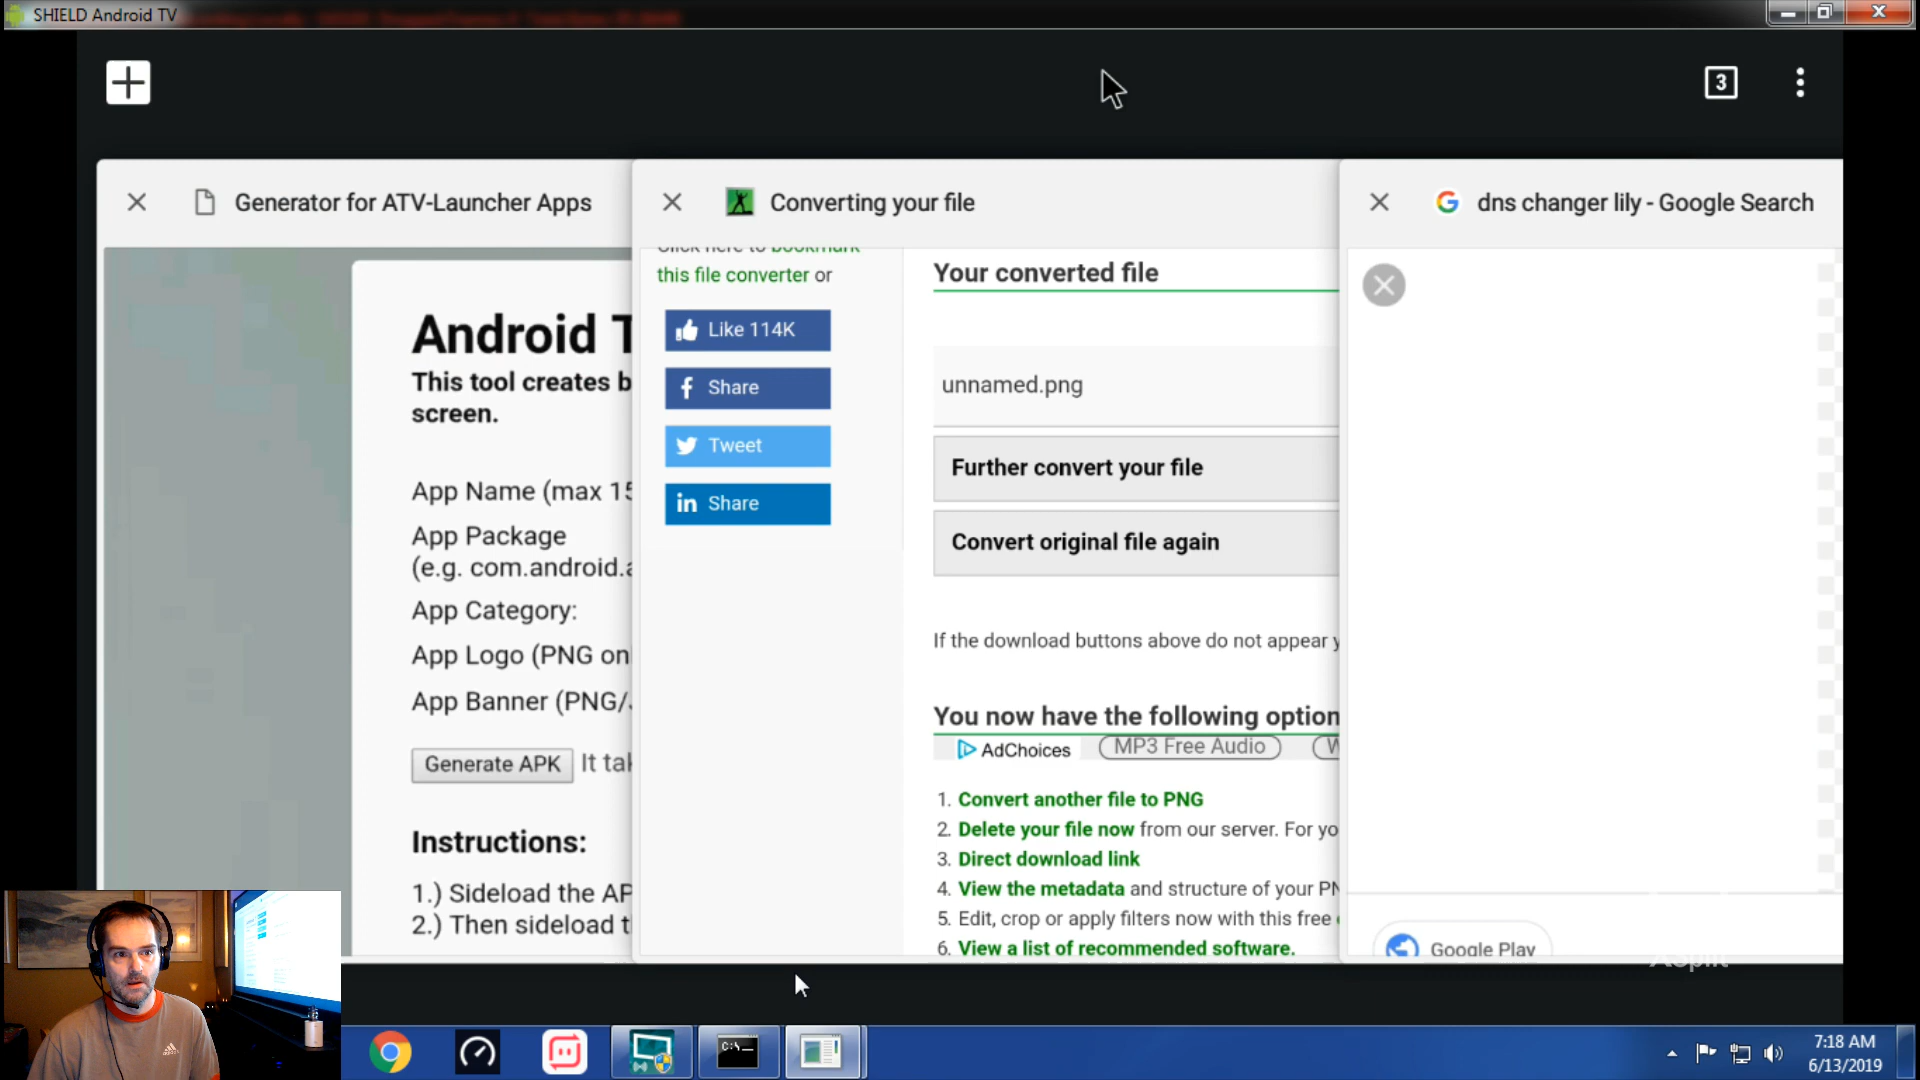 SHIELD Android TV
3
Generator for ATV-Launcher Apps
Converting your file
dns changer lily - Google Search
Click here to bookmark
this file converter or
Like 114K
Share
Tweet
Share
Your converted file
unnamed.png
Further convert your file
Convert original file again
If the download buttons above do not appear y
You now have the following option
AdChoices
MP3 Free Audio
W
1. Convert another file to PNG
2. Delete your file now from our server. For yo
3. Direct download link
4. View the metadata and structure of your PN
5. Edit, crop or apply filters now with this free
6. View a list of recommended software.
Android T
This tool creates b
screen.
App Name (max 15
App Package
(e.g. com.android.a
App Category:
App Logo (PNG on
App Banner (PNG/
Generate APK
It tak
Instructions:
1.) Sideload the AP
2.) Then sideload t
Google Play
ASplit
C:\
7:18 AM
6/13/2019